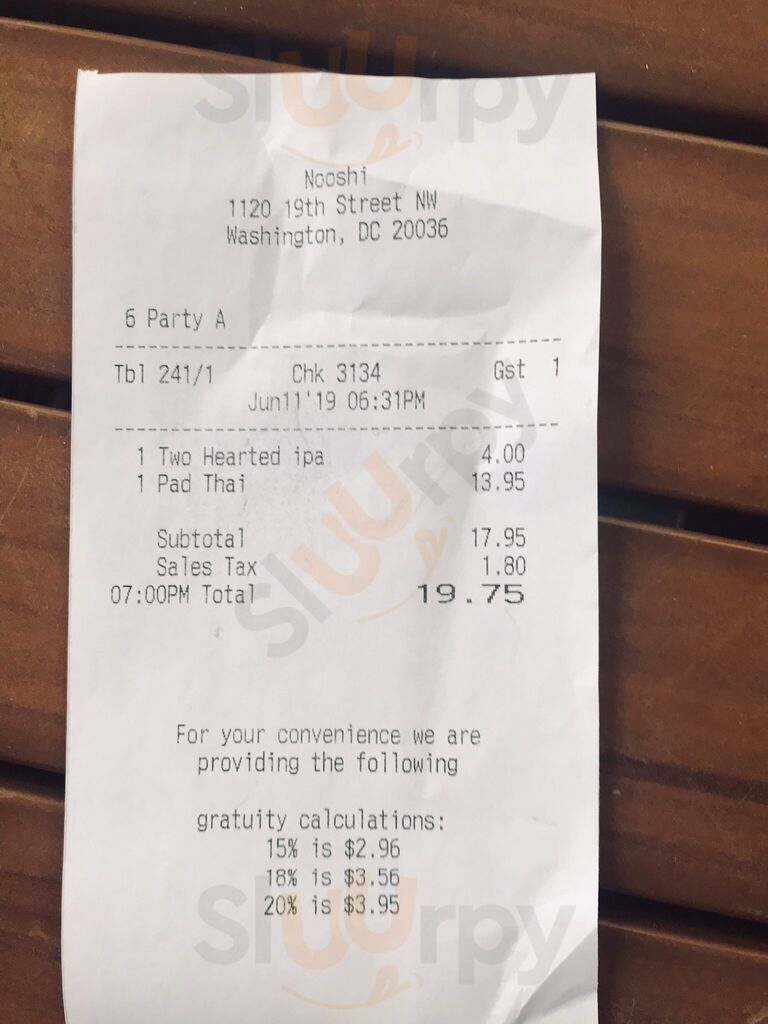 sluurpy
Nooshi
1120 19th Street NW
Washington, DC 20036
6 Party A
Tbl 241/1 Chk 3134 Gst 1
Jun11'19 06:31PM
1 Two Hearted ipa 4.00
1 Pad Thai 13.95
sluurpy
Subtotal 17.95
Sales Tax 1.80
07:00PM Total 19.75
For your convenience we are
providing the following
gratuity calculations:
15% is $2.96
18% is $3.56
20% is $3.95
sluurpy